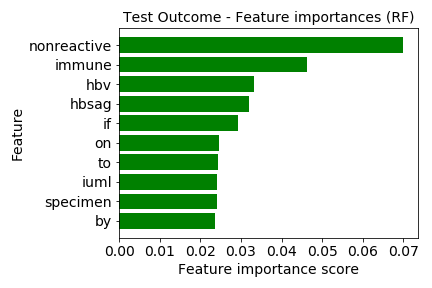 Test Outcome - Feature importances (RF)
nonreactive
immune
hbv
hbsag
if
on
to
iuml
specimen
by
Feature
0.00 0.01 0.02 0.03 0.04 0.05 0.06 0.07
Feature importance score